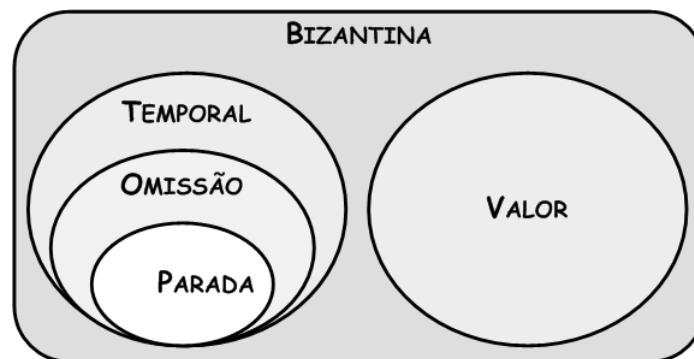 BIZANTINA
TEMPORAL
OMISSÃO
PARADA
VALOR